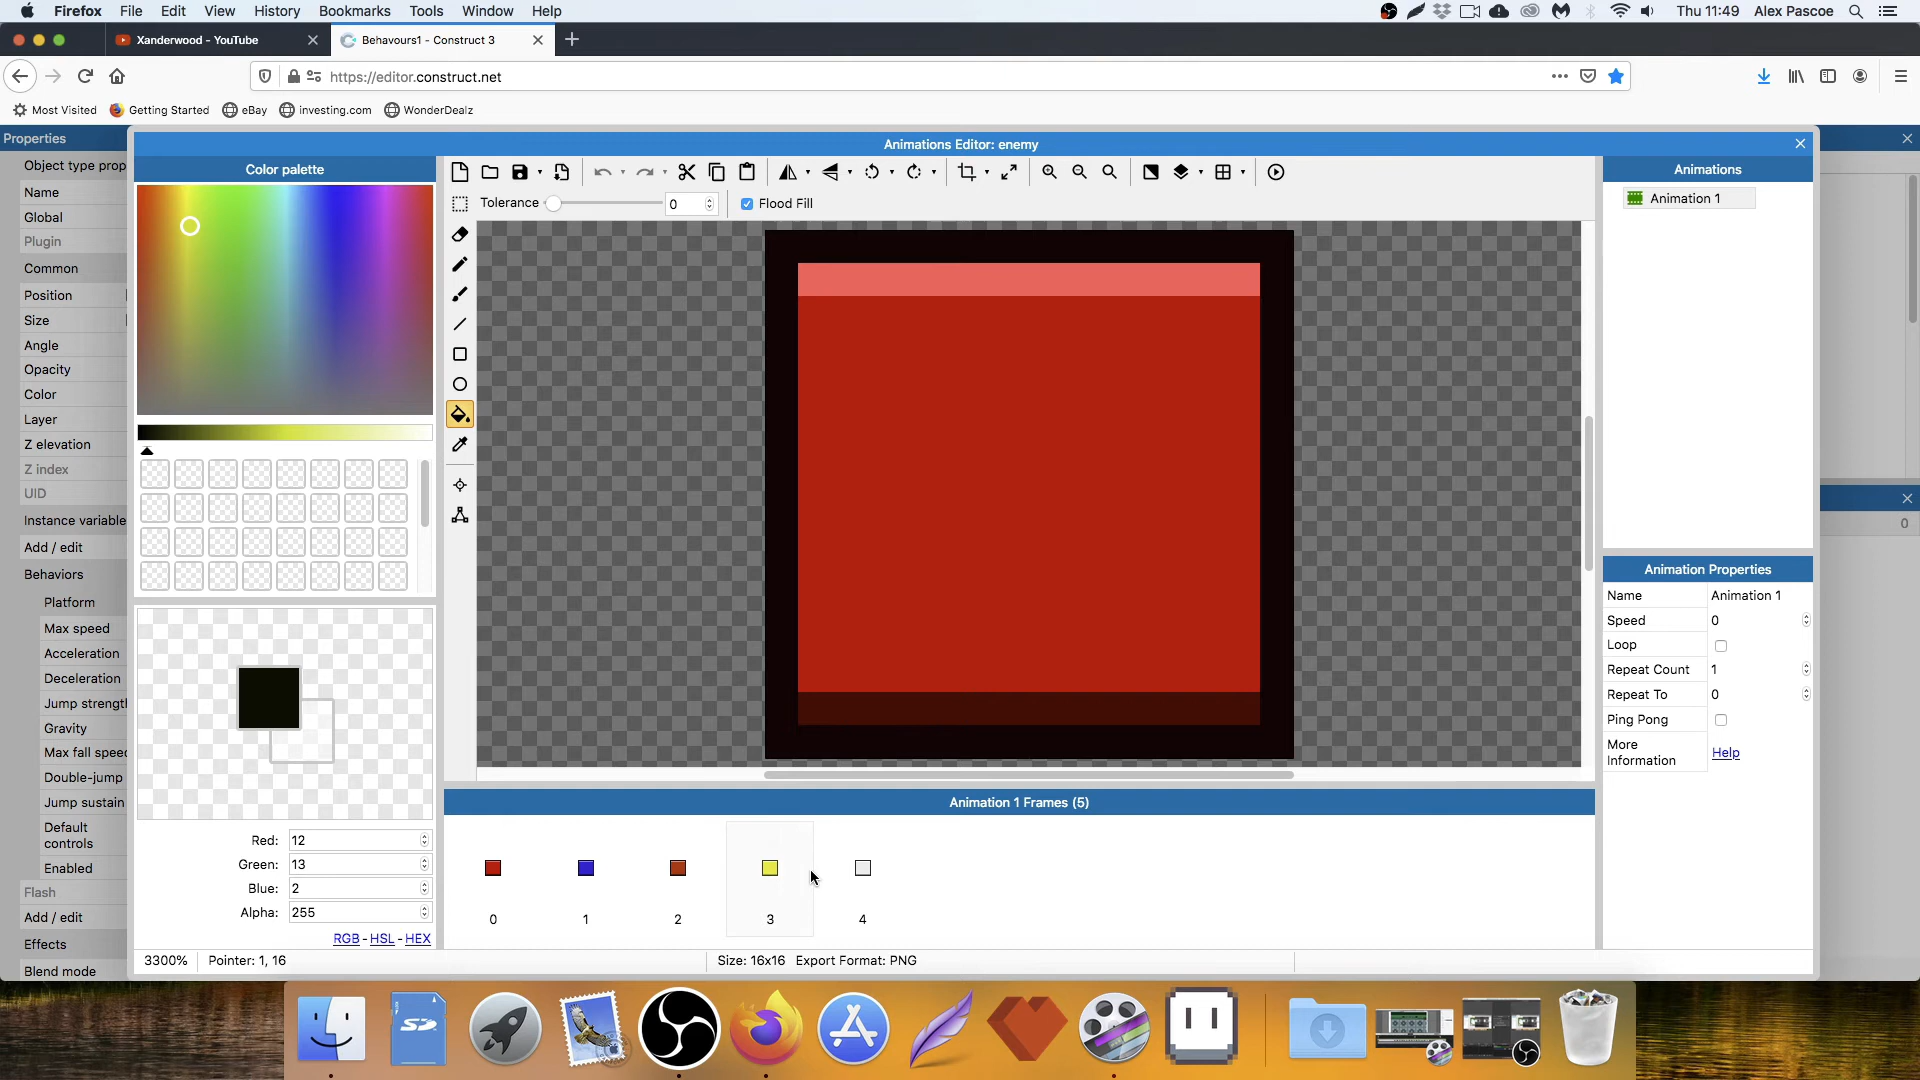 Firefox File Edit View History Bookmarks Tools Window Help
Thu 11:49 Alex Pascoe
Xanderwood - YouTube
Behavours1 - Construct 3
https://editor.construct.net
Most Visited Getting Started eBay investing.com WonderDealz
Properties
Animations Editor: enemy
Object type prop
Name
Global
Plugin
Common
Position
Size
Angle
Opacity
Color
Layer
Z elevation
Z index
UID
Instance variable
Add / edit
Behaviors
Platform
Max speed
Acceleration
Deceleration
Jump strengt
Gravity
Max fall speed
Double-jump
Jump sustain
Default
controls
Enabled
Flash
Add / edit
Effects
Blend mode
Color palette
Tolerance 0 Flood Fill
Red: 12
Green: 13
Blue: 2
Alpha: 255
RGB - HSL - HEX
Animation 1 Frames (5)
0 1 2 3 4
3300% Pointer: 1, 16 Size: 16x16 Export Format: PNG
Animations
Animation 1
0
Animation Properties
Name Animation 1
Speed 0
Loop
Repeat Count 1
Repeat To 0
Ping Pong
More
Information Help
SD